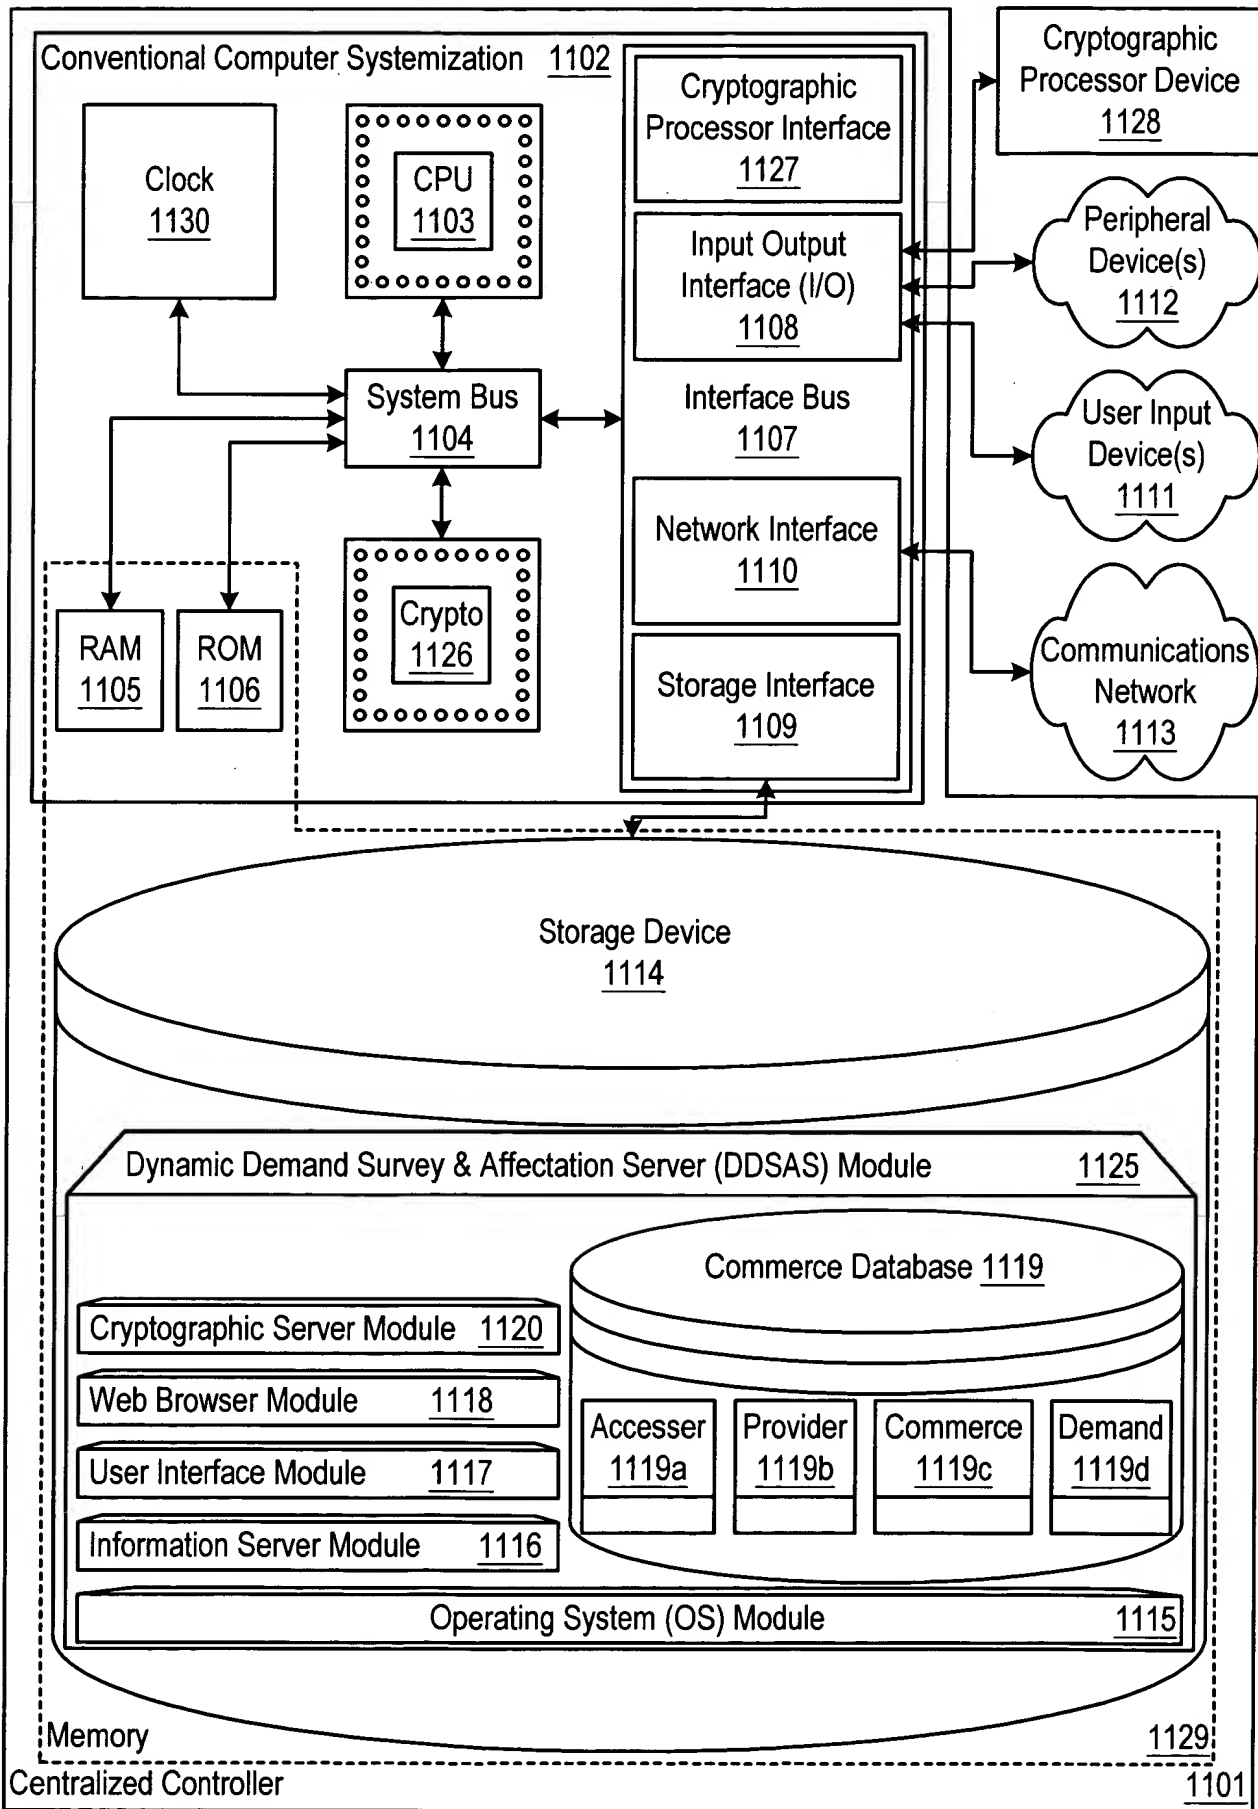 Conventional Computer Systemization 1102
Clock
1130
CPU
1103
System Bus
1104
Crypto
1126
RAM
1105
ROM
1106
Cryptographic
Processor Interface
1127
Input Output
Interface (I/O)
1108
Interface Bus
1107
Network Interface
1110
Storage Interface
1109
Cryptographic
Processor Device
1128
Peripheral
Device(s)
1112
User Input
Device(s)
1111
Communications
Network
1113
Storage Device
1114
Dynamic Demand Survey & Affectation Server (DDSAS) Module 1125
Commerce Database 1119
Cryptographic Server Module 1120
Web Browser Module 1118
User Interface Module 1117
Information Server Module 1116
Accesser
1119a
Provider
1119b
Commerce
1119c
Demand
1119d
Operating System (OS) Module 1115
Memory 1129
Centralized Controller 1101